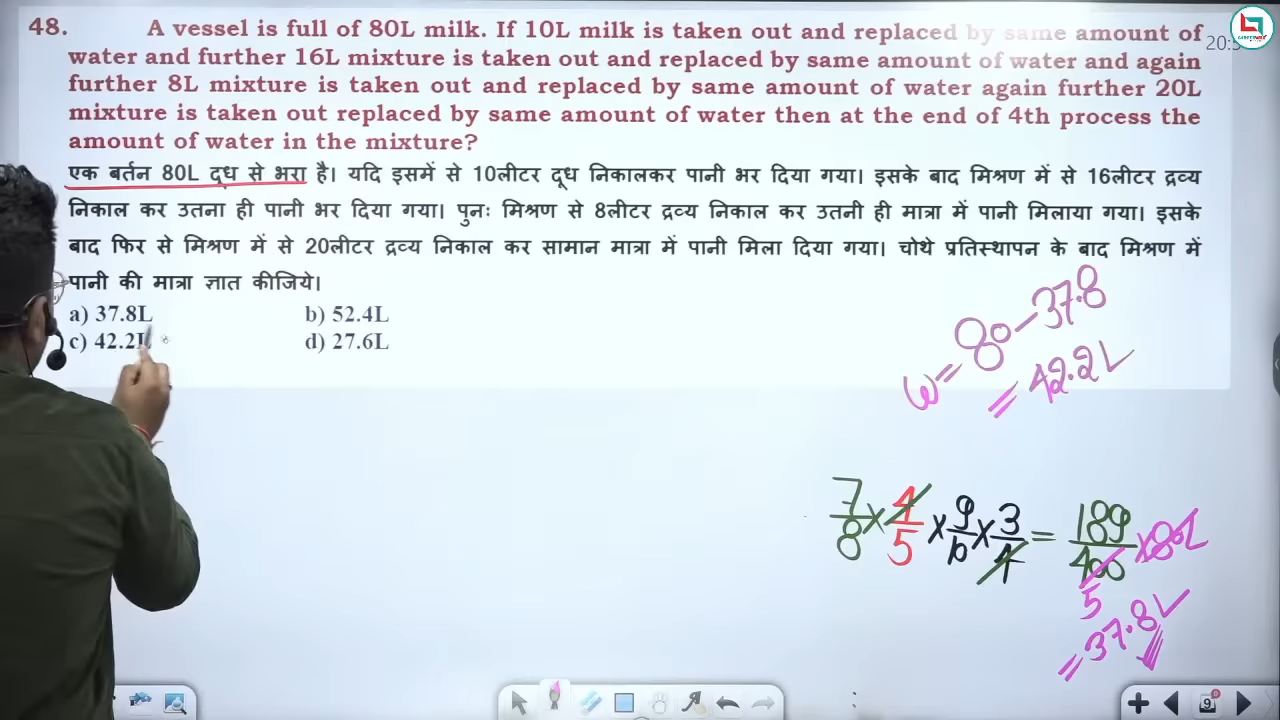 48. A vessel is full of 80L milk. If 10L milk is taken out and replaced by same amount of
water and further 16L mixture is taken out and replaced by same amount of water and again
further 8L mixture is taken out and replaced by same amount of water again further 20L
mixture is taken out replaced by same amount of water then at the end of 4th process the
amount of water in the mixture?
एक बर्तन 80L दूध से भरा है। यदि इसमें से 10लीटर दूध निकालकर पानी भर दिया गया। इसके बाद मिश्रण में से 16लीटर द्रव्य
निकाल कर उतना ही पानी भर दिया गया। पुनः मिश्रण से 8लीटर द्रव्य निकाल कर उतनी ही मात्रा में पानी मिलाया गया। इसके
बाद फिर से मिश्रण में से 20लीटर द्रव्य निकाल कर सामान मात्रा में पानी मिला दिया गया। चोथे प्रतिस्थापन के बाद मिश्रण में
पानी की मात्रा ज्ञात कीजिये।
a) 37.8L b) 52.4L
c) 42.2L d) 27.6L
w = 80 - 37.8
= 42.2L
7/8 × 4/5 × 9/10 × 3/4 = 189/400 × 80L
5
= 37.8L
9